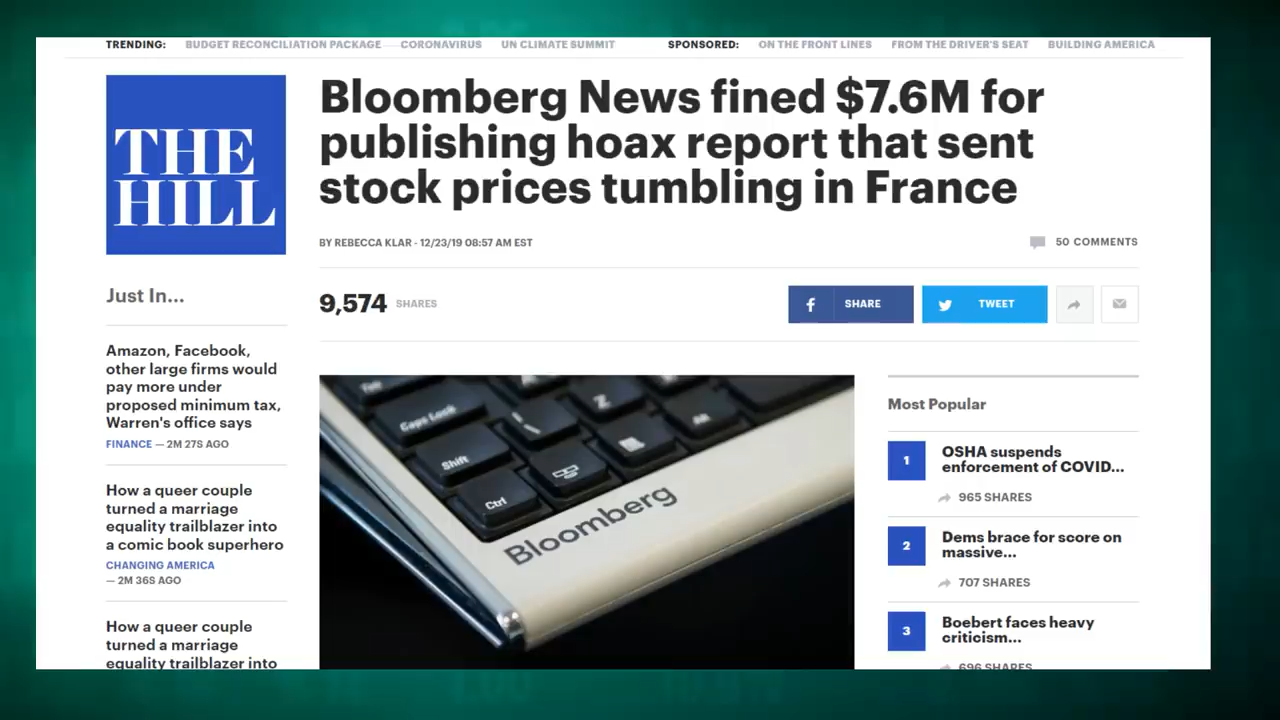 TRENDING: BUDGET RECONCILIATION PACKAGE CORONAVIRUS UN CLIMATE SUMMIT SPONSORED: ON THE FRONT LINES FROM THE DRIVER'S SEAT BUILDING AMERICA
THE
HILL
Bloomberg News fined $7.6M for
publishing hoax report that sent
stock prices tumbling in France
BY REBECCA KLAR - 12/23/19 08:57 AM EST
50 COMMENTS
9,574 SHARES
SHARE
TWEET
Just In...
Amazon, Facebook,
other large firms would
pay more under
proposed minimum tax,
Warren's office says
FINANCE — 2M 27S AGO
How a queer couple
turned a marriage
equality trailblazer into
a comic book superhero
CHANGING AMERICA
— 2M 36S AGO
How a queer couple
turned a marriage
equality trailblazer into
Caps Lock
Z
Alt
Shift
Ctrl
Bloomberg
Most Popular
1
OSHA suspends
enforcement of COVID...
965 SHARES
2
Dems brace for score on
massive...
707 SHARES
3
Boebert faces heavy
criticism...
696 SHARES